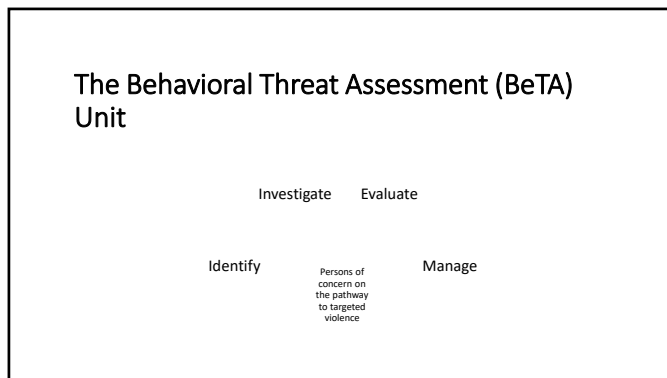 The Behavioral Threat Assessment (BeTA)
Unit
Investigate
Evaluate
Identify
Manage
Persons of
concern on
the pathway
to targeted
violence